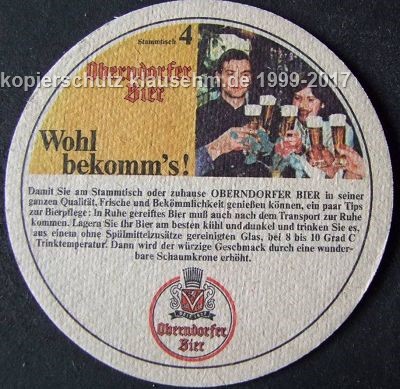 Stammtisch 4
kopierschutz klausehm.de 1999-2017
Oberndorfer
Bier
Wohl
bekomm's!
Damit Sie am Stammtisch oder zuhause OBERNDORFER BIER in seiner
ganzen Qualität, Frische und Bekömmlichkeit genießen können, ein paar Tips
zur Bierpflege: In Ruhe gereiftes Bier muß auch nach dem Transport zur Ruhe
kommen. Lagern Sie Ihr Bier am besten kühl und dunkel und trinken Sie es,
aus einem ohne Spülmittelzusätze gereinigten Glas, bei 8 bis 10 Grad C
Trinktemperatur. Dann wird der würzige Geschmack durch eine wunder-
bare Schaumkrone erhöht.
Oberndorfer
Bier